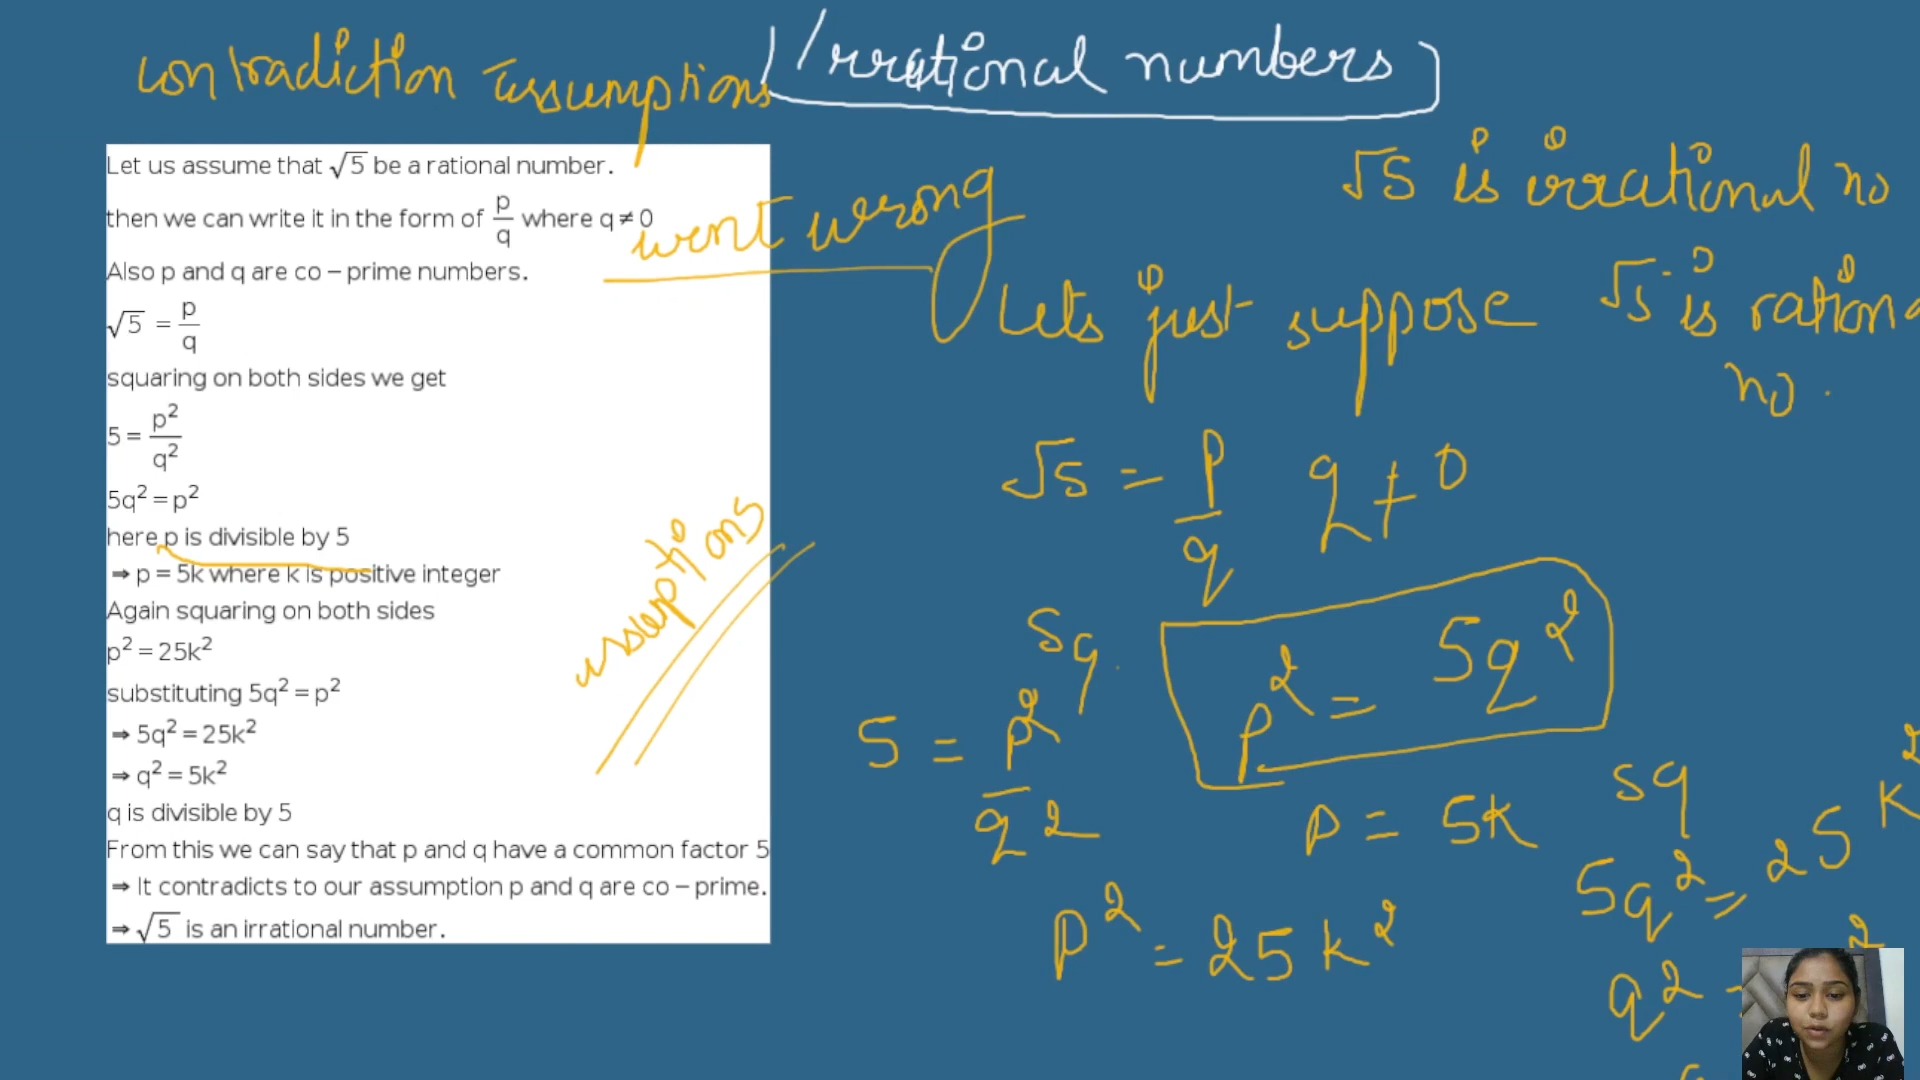 contradiction assumptions
Irrational numbers
Let us assume that √5 be a rational number.
then we can write it in the form of p/q where q ≠ 0
Also p and q are co – prime numbers.
√5 = p/q
squaring on both sides we get
5 = p²/q²
5q² = p²
here p is divisible by 5
⇒ p = 5k where k is positive integer
Again squaring on both sides
p² = 25k²
substituting 5q² = p²
⇒ 5q² = 25k²
⇒ q² = 5k²
q is divisible by 5
From this we can say that p and q have a common factor 5
⇒ It contradicts to our assumption p and q are co – prime.
⇒ √5 is an irrational number.
went wrong
√5 is irrational no
Lets just suppose √5 is rationa
no.
√5 = p/q q ≠ 0
5q
p² = 5q²
5 = p²/q²
p = 5k
5q
5q² = 25k²
p² = 25k²
q²